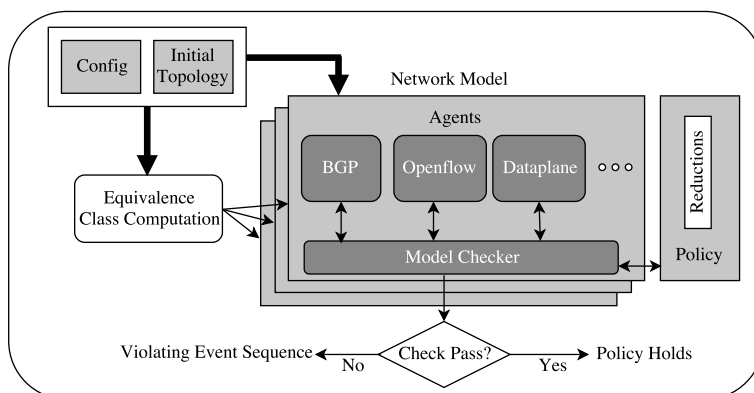 Config
Initial
Topology
Network Model
Agents
BGP
Openflow
Dataplane
Reductions
Equivalence
Class Computation
Model Checker
Policy
Violating Event Sequence
No
Check Pass?
Yes
Policy Holds